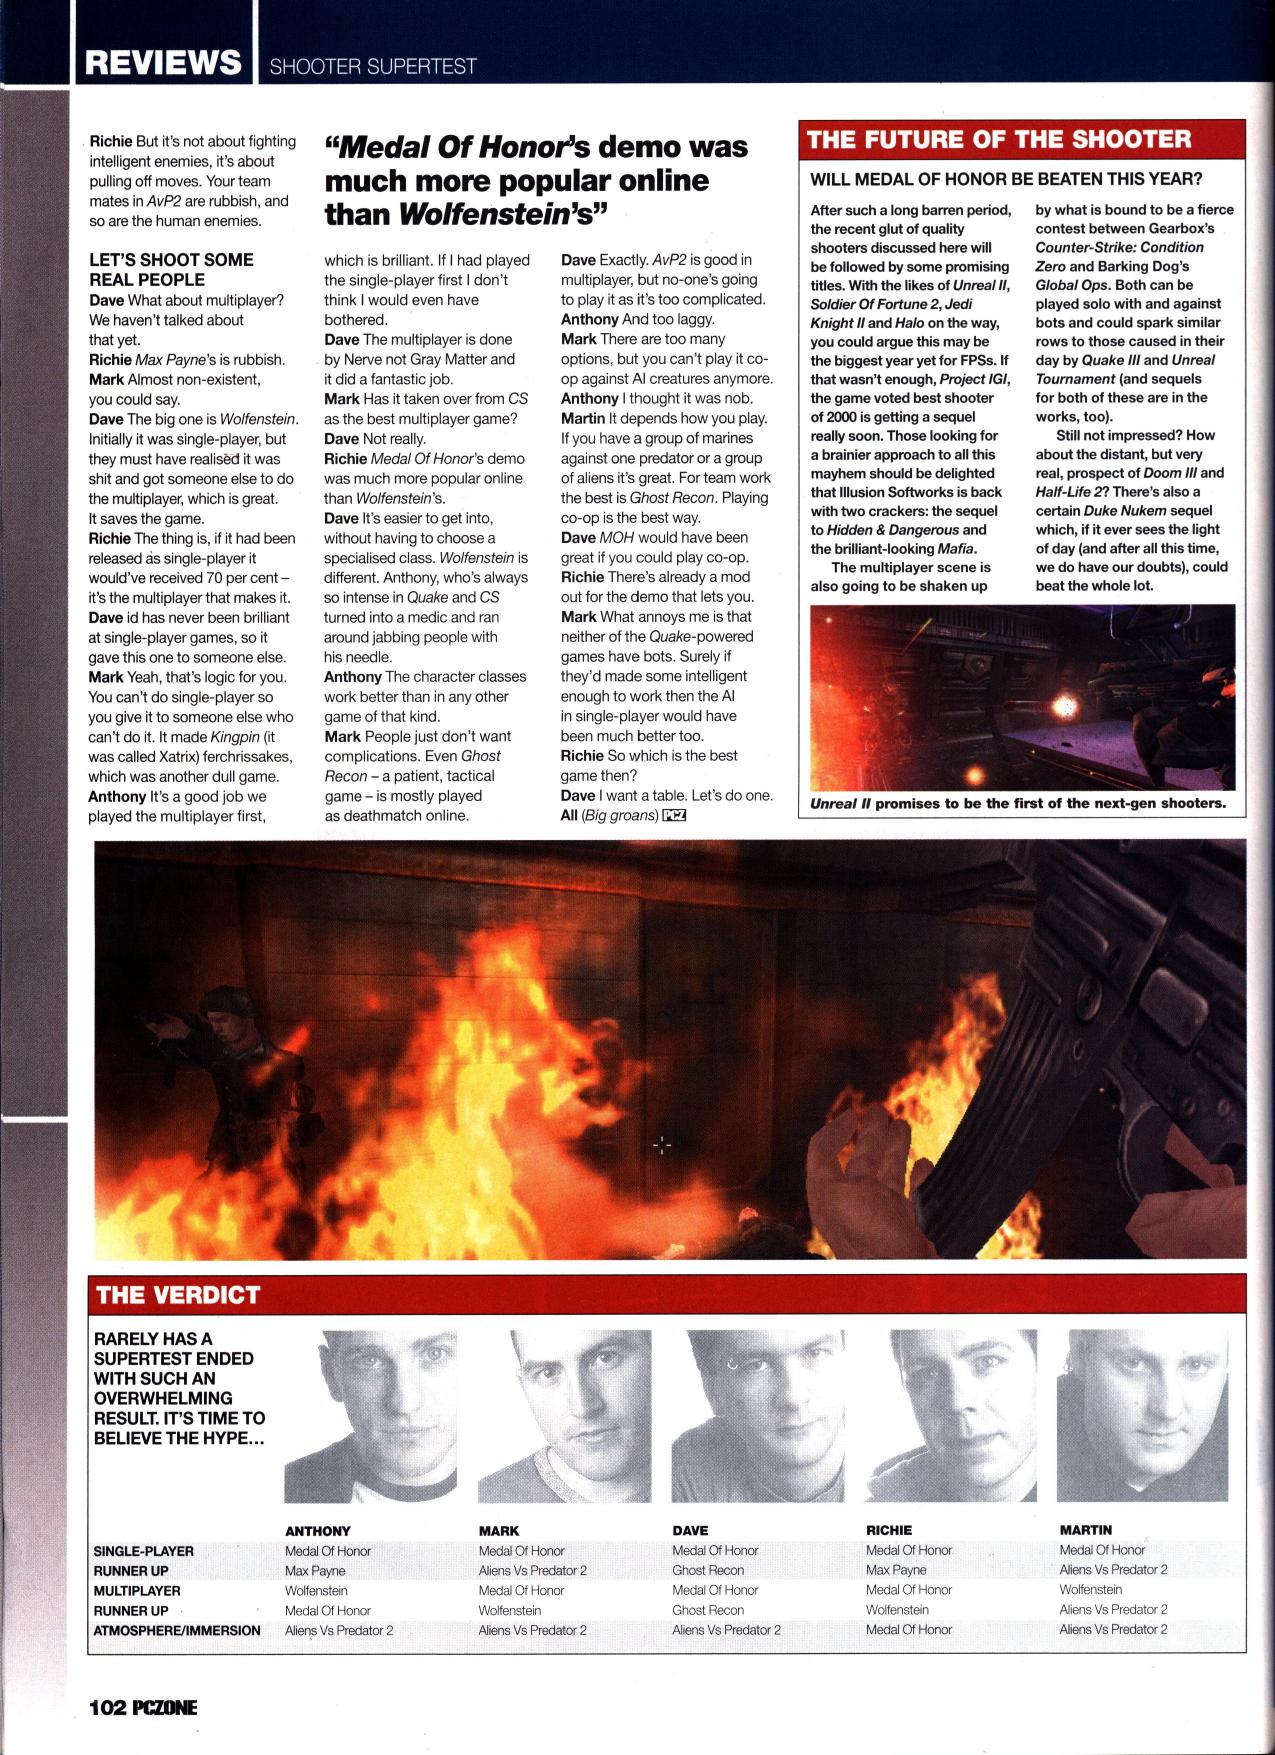 REVIEWS
SHOOTER SUPERTEST
Richie But it's not about fighting
intelligent enemies, it's about
pulling off moves. Your team
mates in AvP2 are rubbish, and
so are the human enemies.
LET'S SHOOT SOME
REAL PEOPLE
Dave What about multiplayer?
We haven't talked about
that yet.
Richie Max Payne's is rubbish.
Mark Almost non-existent,
you could say.
Dave The big one is Wolfenstein.
Initially it was single-player, but
they must have realised it was
shit and got someone else to do
the multiplayer, which is great.
It saves the game.
Richie The thing is, if it had been
released as single-player it
would've received 70 per cent –
it's the multiplayer that makes it.
Dave id has never been brilliant
at single-player games, so it
gave this one to someone else.
Mark Yeah, that's logic for you.
You can't do single-player so
you give it to someone else who
can't do it. It made Kingpin (it
was called Xatrix) ferchrissakes,
which was another dull game.
Anthony It's a good job we
played the multiplayer first,
“Medal Of Honor's demo was
much more popular online
than Wolfenstein's”
which is brilliant. If I had played
the single-player first I don't
think I would even have
bothered.
Dave The multiplayer is done
by Nerve not Gray Matter and
it did a fantastic job.
Mark Has it taken over from CS
as the best multiplayer game?
Dave Not really.
Richie Medal Of Honor's demo
was much more popular online
than Wolfenstein's.
Dave It's easier to get into,
without having to choose a
specialised class. Wolfenstein is
different. Anthony, who's always
so intense in Quake and CS
turned into a medic and ran
around jabbing people with
his needle.
Anthony The character classes
work better than in any other
game of that kind.
Mark People just don't want
complications. Even Ghost
Recon – a patient, tactical
game – is mostly played
as deathmatch online.
Dave Exactly. AvP2 is good in
multiplayer, but no-one's going
to play it as it's too complicated.
Anthony And too laggy.
Mark There are too many
options, but you can't play it co-
op against AI creatures anymore.
Anthony I thought it was nob.
Martin It depends how you play.
If you have a group of marines
against one predator or a group
of aliens it's great. For team work
the best is Ghost Recon. Playing
co-op is the best way.
Dave MOH would have been
great if you could play co-op.
Richie There's already a mod
out for the demo that lets you.
Mark What annoys me is that
neither of the Quake-powered
games have bots. Surely if
they'd made some intelligent
enough to work then the AI
in single-player would have
been much better too.
Richie So which is the best
game then?
Dave I want a table. Let's do one.
All (Big groans) PCZ
THE FUTURE OF THE SHOOTER
WILL MEDAL OF HONOR BE BEATEN THIS YEAR?
After such a long barren period,
the recent glut of quality
shooters discussed here will
be followed by some promising
titles. With the likes of Unreal II,
Soldier Of Fortune 2, Jedi
Knight II and Halo on the way,
you could argue this may be
the biggest year yet for FPSs. If
that wasn't enough, Project IGI,
the game voted best shooter
of 2000 is getting a sequel
really soon. Those looking for
a brainier approach to all this
mayhem should be delighted
that Illusion Softworks is back
with two crackers: the sequel
to Hidden & Dangerous and
the brilliant-looking Mafia.
The multiplayer scene is
also going to be shaken up
by what is bound to be a fierce
contest between Gearbox's
Counter-Strike: Condition
Zero and Barking Dog's
Global Ops. Both can be
played solo with and against
bots and could spark similar
rows to those caused in their
day by Quake III and Unreal
Tournament (and sequels
for both of these are in the
works, too).
Still not impressed? How
about the distant, but very
real, prospect of Doom III and
Half-Life 2? There's also a
certain Duke Nukem sequel
which, if it ever sees the light
of day (and after all this time,
we do have our doubts), could
beat the whole lot.
Unreal II promises to be the first of the next-gen shooters.
THE VERDICT
RARELY HAS A
SUPERTEST ENDED
WITH SUCH AN
OVERWHELMING
RESULT. IT'S TIME TO
BELIEVE THE HYPE...
ANTHONY MARK DAVE RICHIE MARTIN
SINGLE-PLAYER Medal Of Honor Medal Of Honor Medal Of Honor Medal Of Honor Medal Of Honor
RUNNER UP Max Payne Aliens Vs Predator 2 Ghost Recon Max Payne Aliens Vs Predator 2
MULTIPLAYER Wolfenstein Medal Of Honor Medal Of Honor Medal Of Honor Wolfenstein
RUNNER UP Medal Of Honor Wolfenstein Ghost Recon Wolfenstein Aliens Vs Predator 2
ATMOSPHERE/IMMERSION Aliens Vs Predator 2 Aliens Vs Predator 2 Aliens Vs Predator 2 Medal Of Honor Aliens Vs Predator 2
102 PCZONE